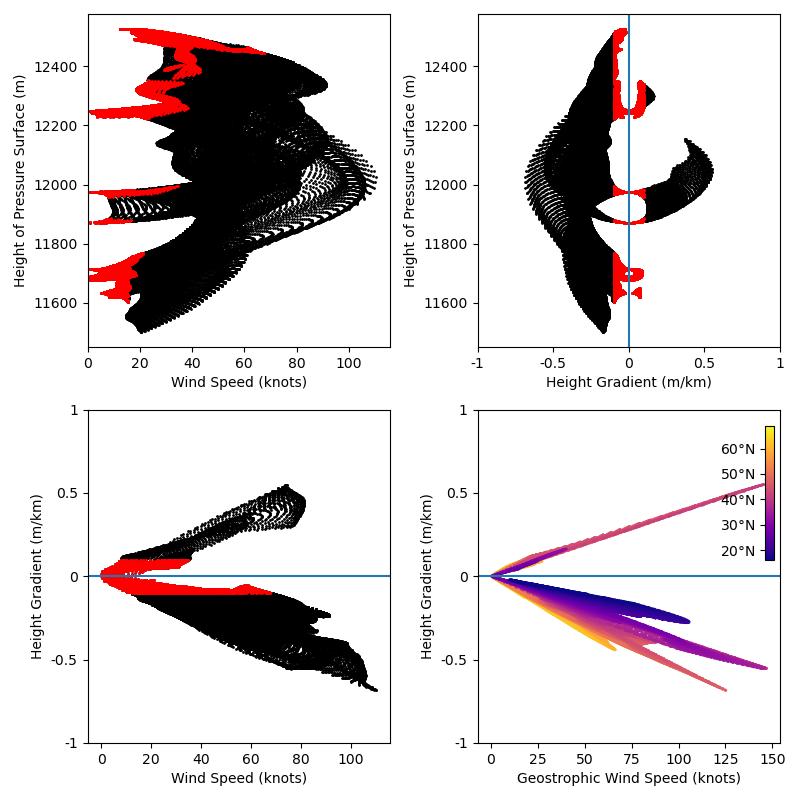 Height of Pressure Surface (m)
12400
12200
12000
11800
11600
0 20 40 60 80 100
Wind Speed (knots)
Height of Pressure Surface (m)
12400
12200
12000
11800
11600
-1 -0.5 0 0.5 1
Height Gradient (m/km)
Height Gradient (m/km)
1
0.5
0
-0.5
-1
0 20 40 60 80 100
Wind Speed (knots)
Height Gradient (m/km)
1
0.5
0
-0.5
-1
60°N
50°N
40°N
30°N
20°N
0 25 50 75 100 125 150
Geostrophic Wind Speed (knots)